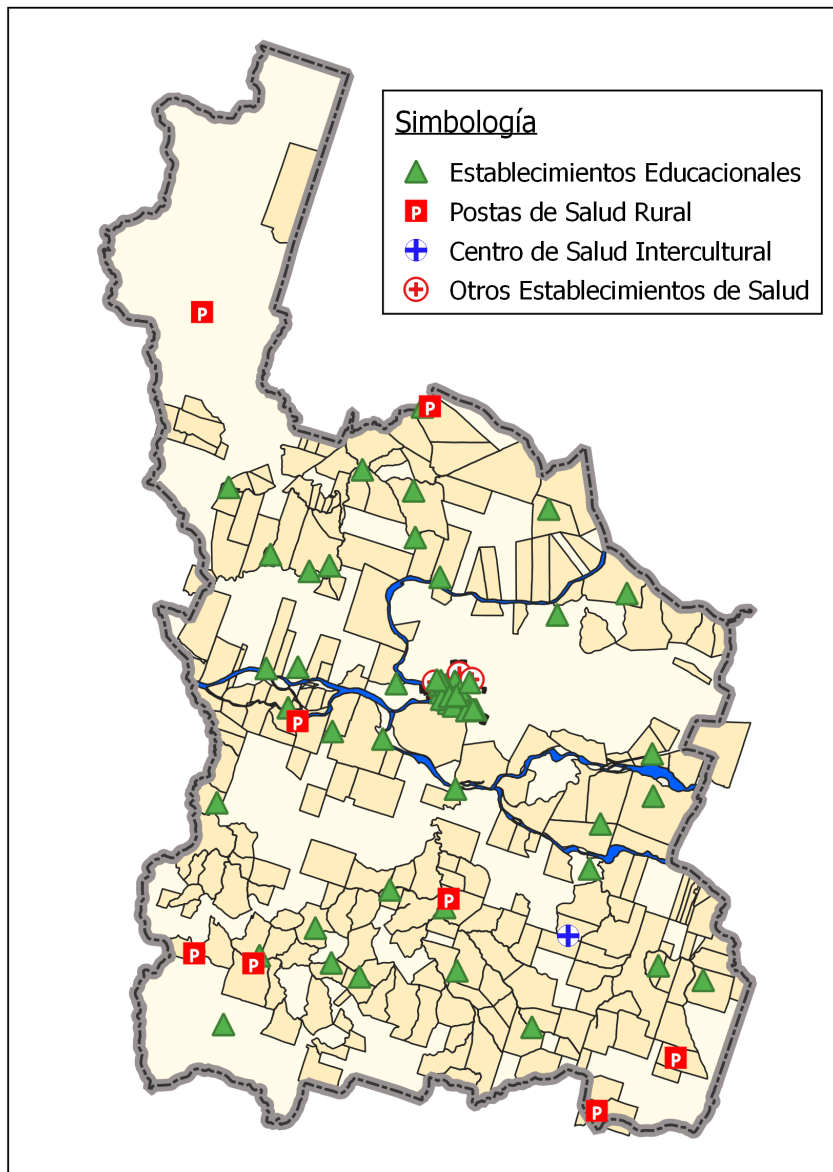 Simbología
Establecimientos Educacionales
P Postas de Salud Rural
Centro de Salud Intercultural
Otros Establecimientos de Salud
P
P
P
P
P
P
P
P